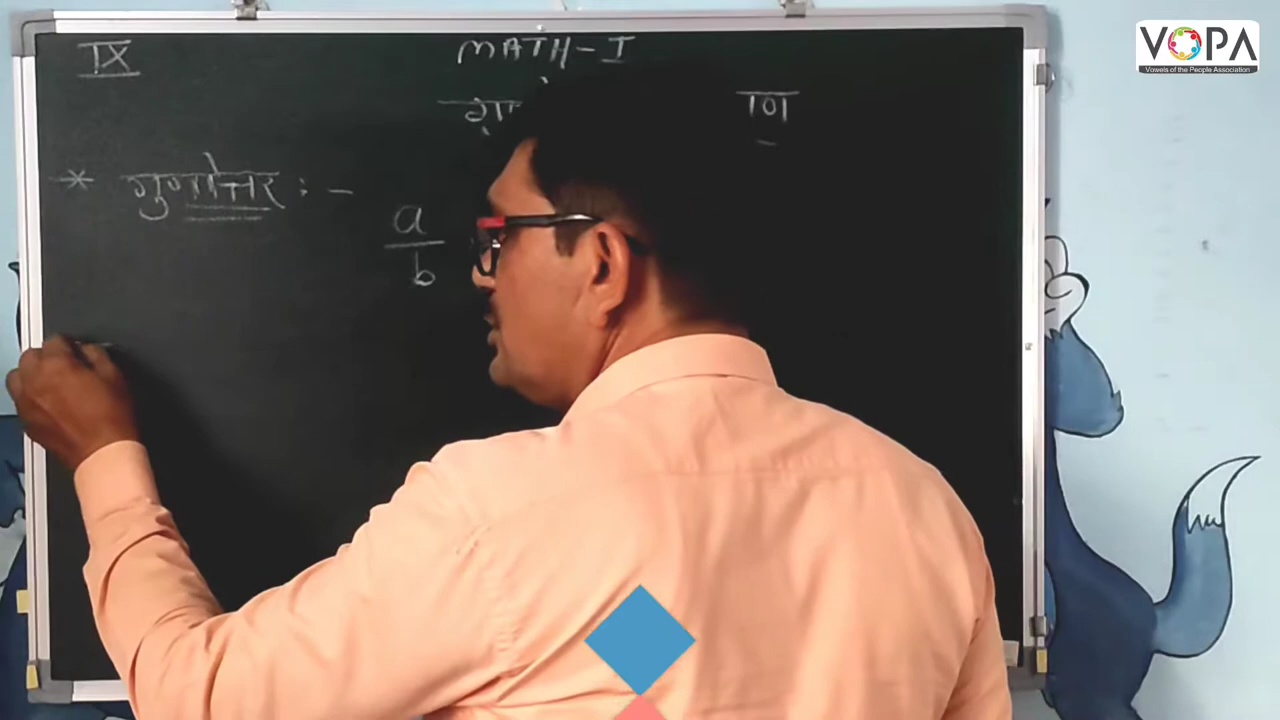 IX
MATH-I
* गुणोत्तर :-
a
b
VOPA
Vowels of the People Association